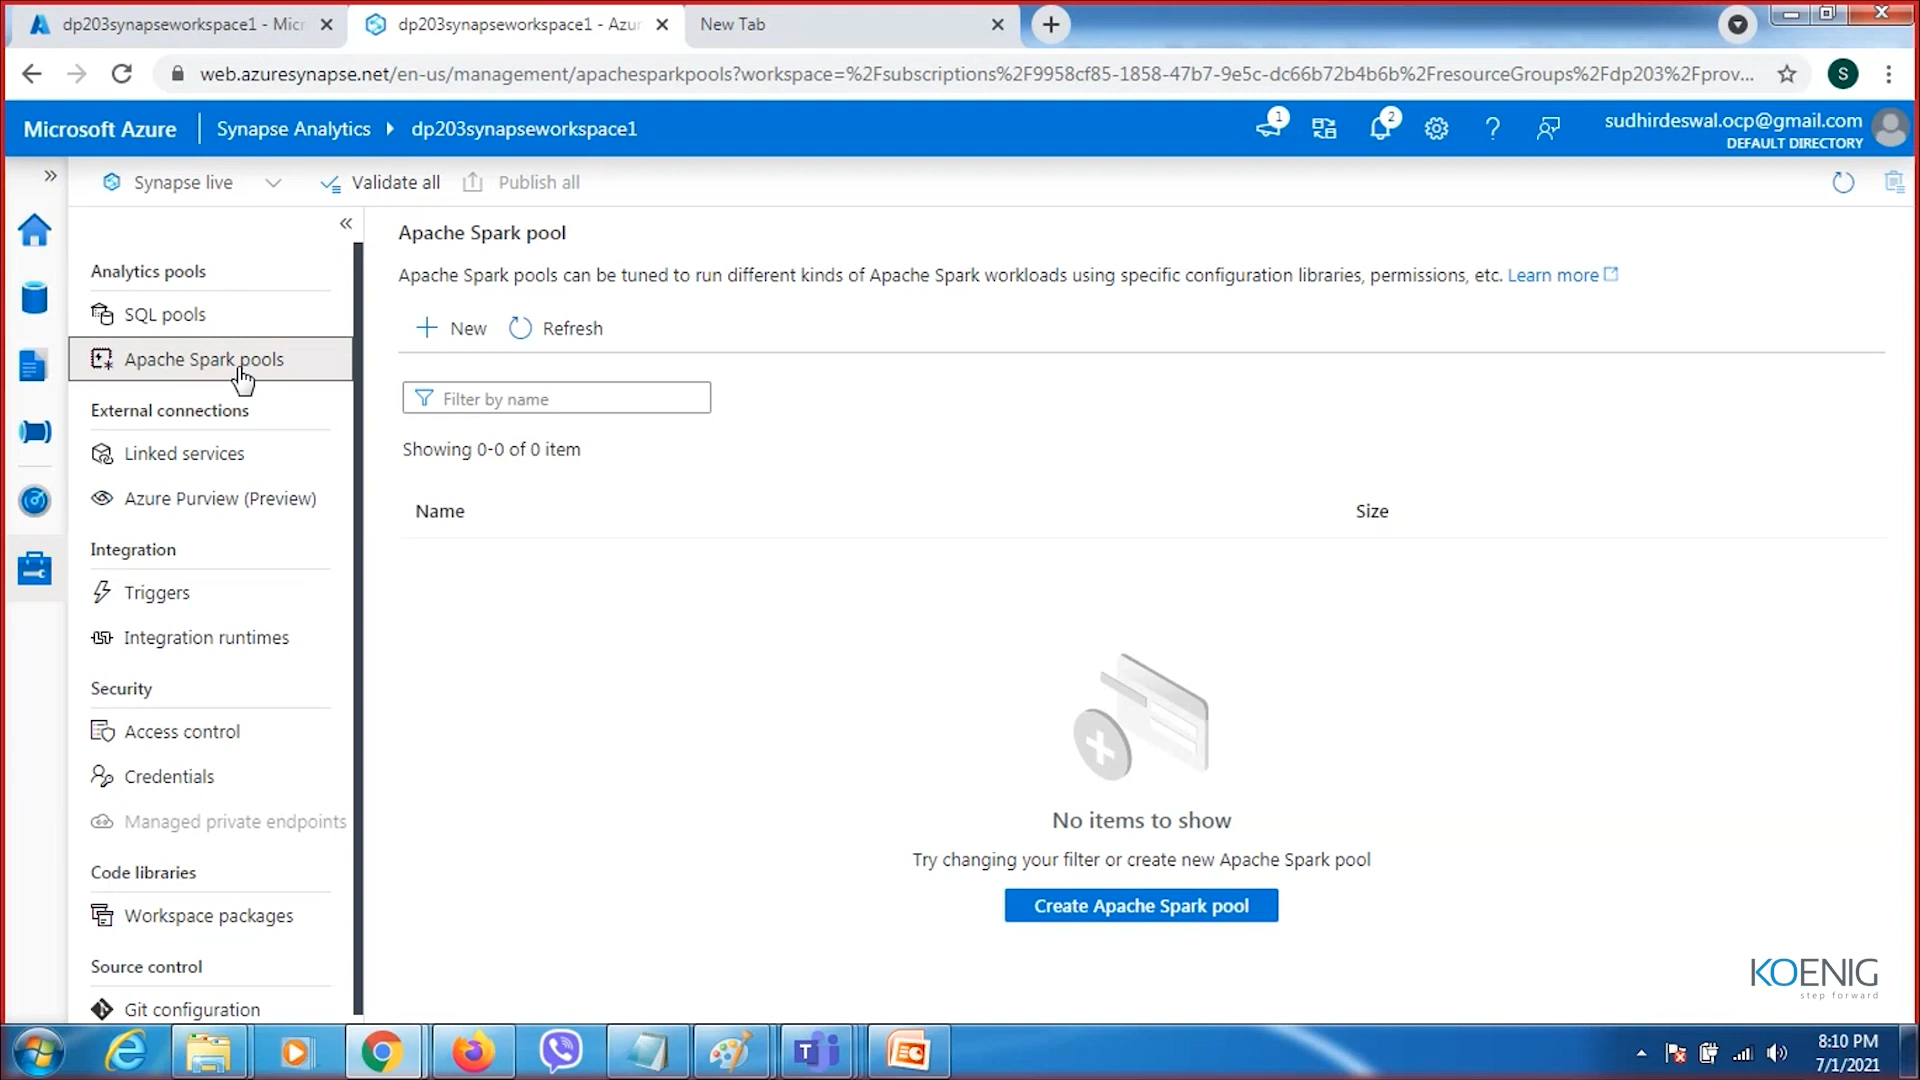 dp203synapseworkspace1 - Micr
dp203synapseworkspace1 - Azur
New Tab
web.azuresynapse.net/en-us/management/apachesparkpools?workspace=%2Fsubscriptions%2F9958cf85-1858-47b7-9e5c-dc66b72b4b6b%2FresourceGroups%2Fdp203%2Fprov...
S
Microsoft Azure
Synapse Analytics
dp203synapseworkspace1
1
2
sudhirdeswal.ocp@gmail.com
DEFAULT DIRECTORY
Synapse live
Validate all
Publish all
Analytics pools
SQL pools
Apache Spark pools
External connections
Linked services
Azure Purview (Preview)
Integration
Triggers
Integration runtimes
Security
Access control
Credentials
Managed private endpoints
Code libraries
Workspace packages
Source control
Git configuration
Apache Spark pool
Apache Spark pools can be tuned to run different kinds of Apache Spark workloads using specific configuration libraries, permissions, etc. Learn more
New
Refresh
Filter by name
Showing 0-0 of 0 item
Name
Size
No items to show
Try changing your filter or create new Apache Spark pool
Create Apache Spark pool
KOENIG
step forward
8:10 PM
7/1/2021